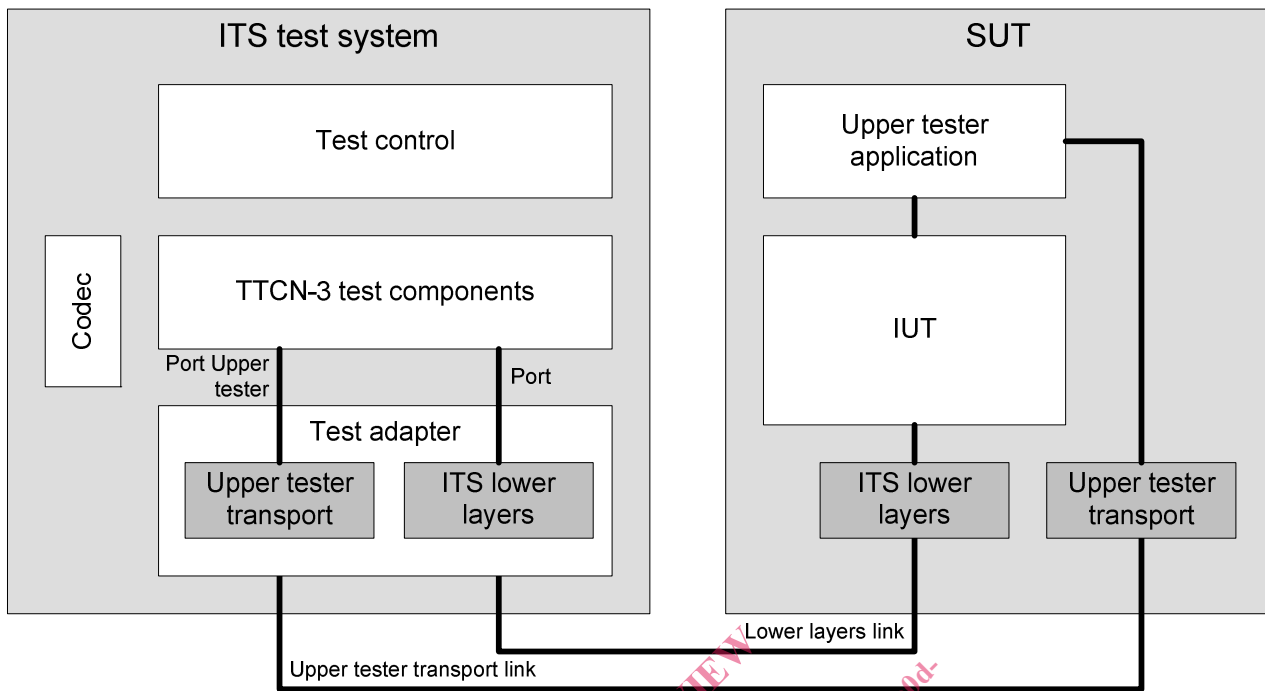 ITS test system
Test control
Codec
TTCN-3 test components
Port Upper
tester
Port
Test adapter
Upper tester
transport
ITS lower
layers
SUT
Upper tester
application
IUT
ITS lower
layers
Upper tester
transport
Lower layers link
Upper tester transport link